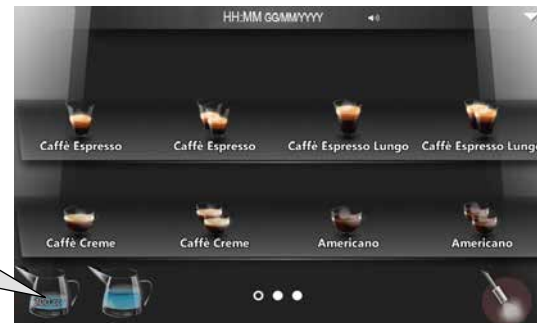 HH:MM GG/MM/YYYY
Caffè Espresso Caffè Espresso Caffè Espresso Lungo Caffè Espresso Lungo
Caffè Creme Caffè Creme Americano Americano